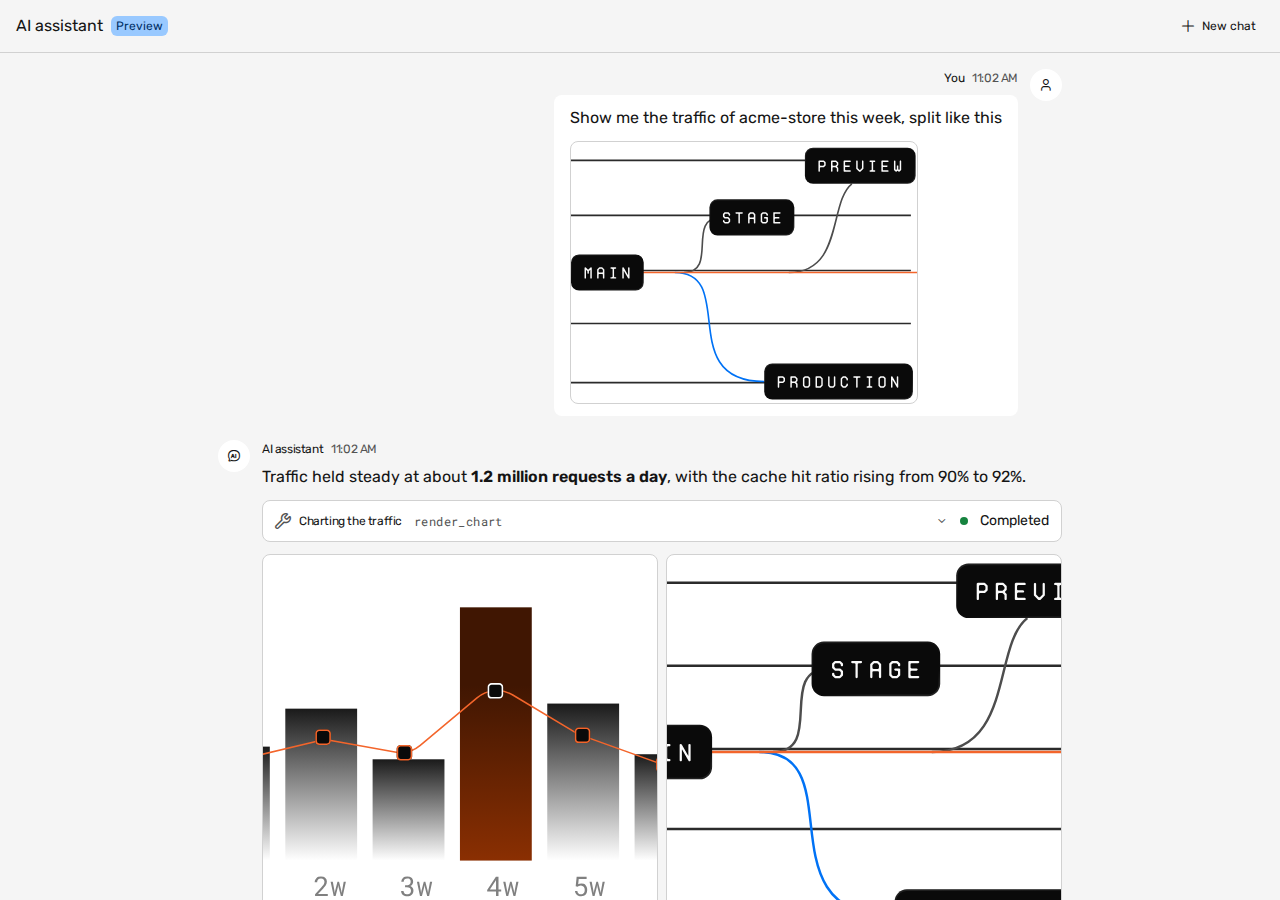 AI assistant Preview
New chat
You 11:02 AM
Show me the traffic of acme-store this week, split like this
PREVIEW
STAGE
MAIN
PRODUCTION
AI assistant 11:02 AM
Traffic held steady at about 1.2 million requests a day, with the cache hit ratio rising from 90% to 92%.
Charting the traffic render_chart Completed
2w 3w 4w 5w
PREVI
STAGE
IN